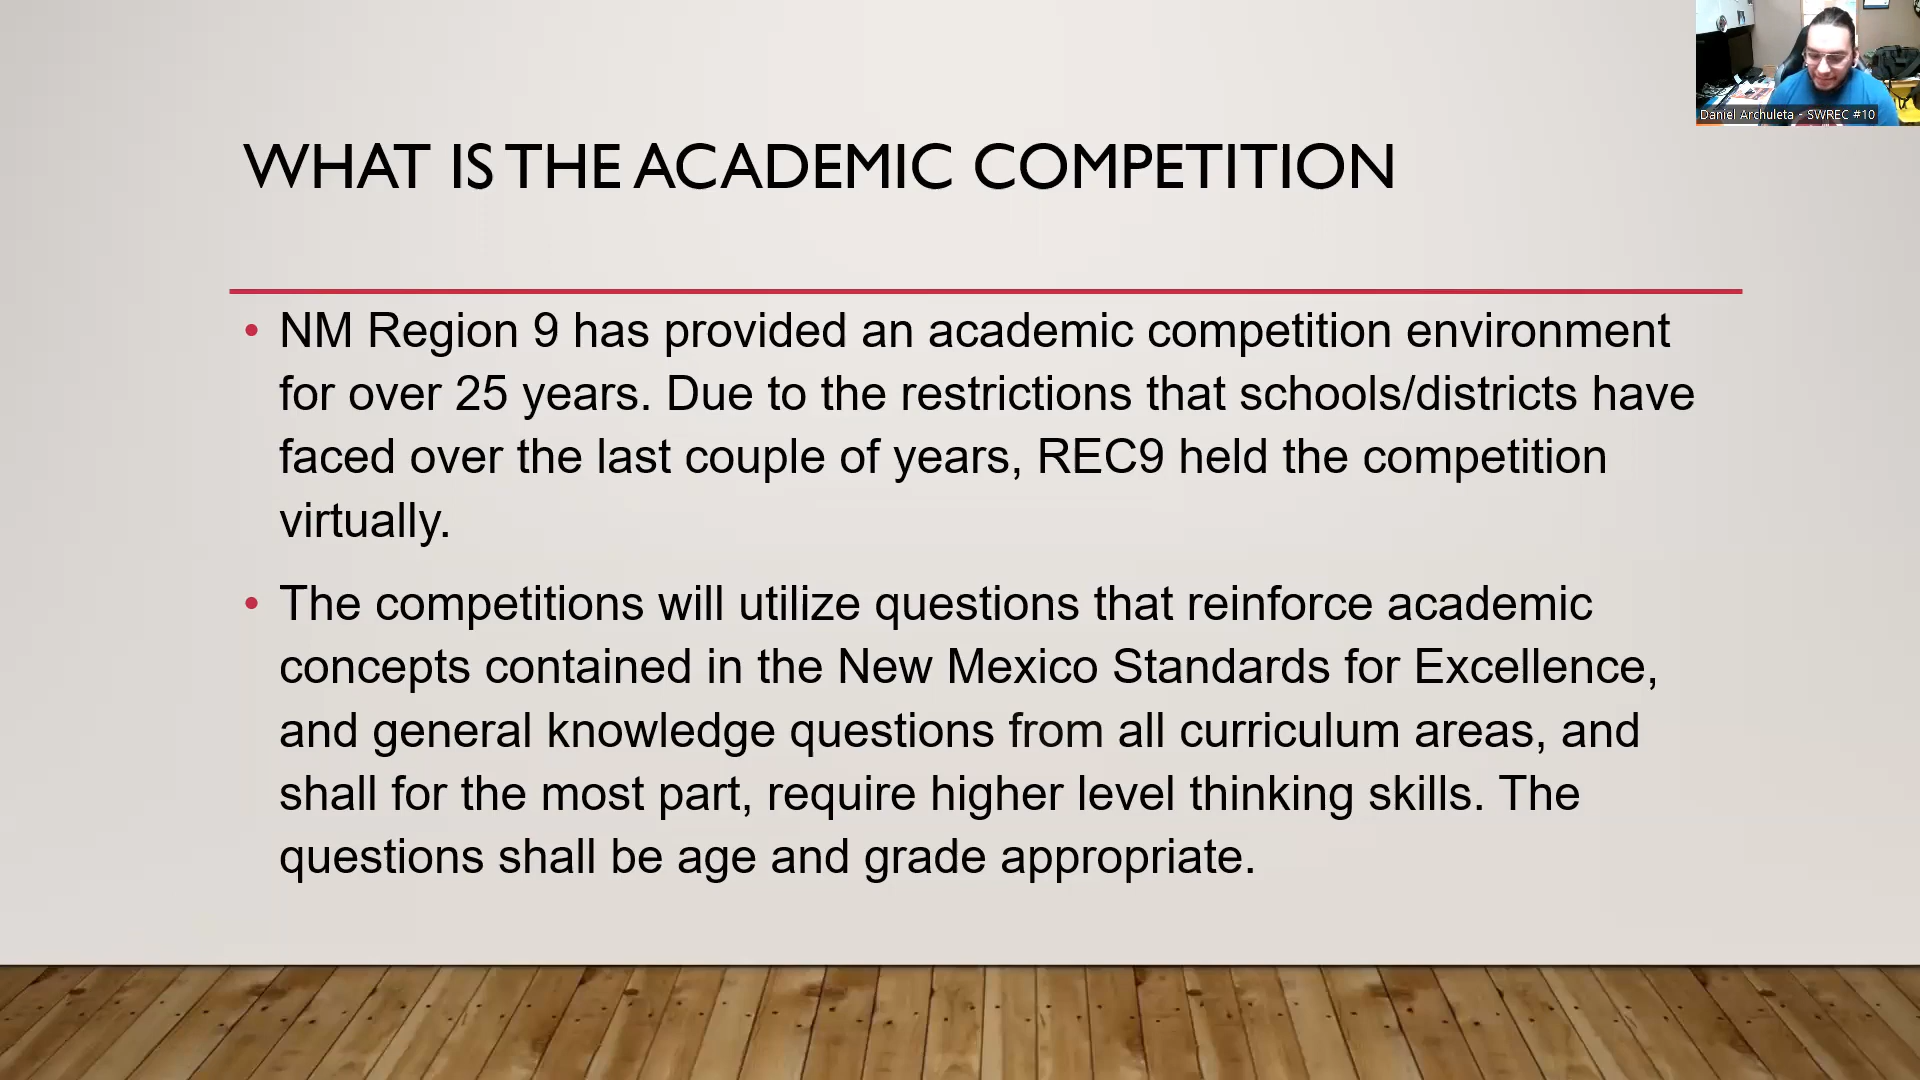 Daniel Archuleta - SWREC #10
WHAT IS THE ACADEMIC COMPETITION
• NM Region 9 has provided an academic competition environment
for over 25 years. Due to the restrictions that schools/districts have
faced over the last couple of years, REC9 held the competition
virtually.
• The competitions will utilize questions that reinforce academic
concepts contained in the New Mexico Standards for Excellence,
and general knowledge questions from all curriculum areas, and
shall for the most part, require higher level thinking skills. The
questions shall be age and grade appropriate.